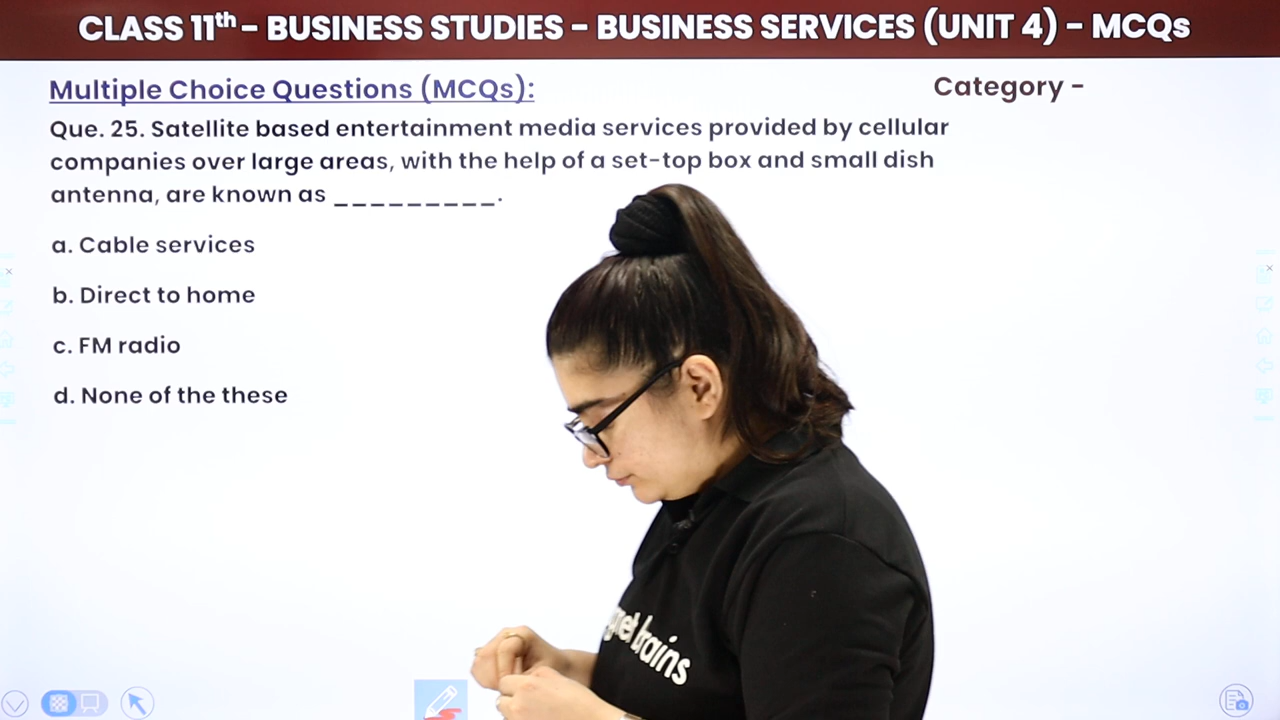 CLASS 11th - BUSINESS STUDIES - BUSINESS SERVICES (UNIT 4) - MCQs
Multiple Choice Questions (MCQs):
Category -
Que. 25. Satellite based entertainment media services provided by cellular
companies over large areas, with the help of a set-top box and small dish
antenna, are known as _________.
a. Cable services
b. Direct to home
c. FM radio
d. None of the these
brains